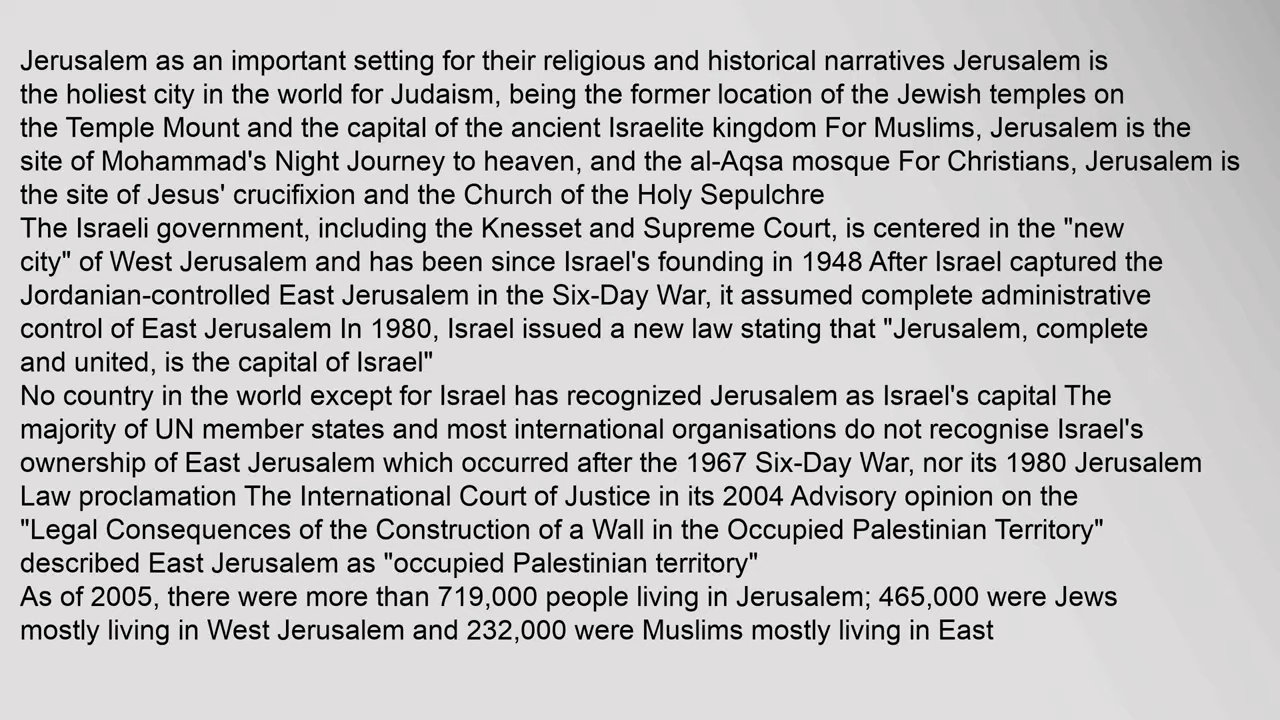 Jerusalem as an important setting for their religious and historical narratives Jerusalem is
the holiest city in the world for Judaism, being the former location of the Jewish temples on
the Temple Mount and the capital of the ancient Israelite kingdom For Muslims, Jerusalem is the
site of Mohammad's Night Journey to heaven, and the al-Aqsa mosque For Christians, Jerusalem is
the site of Jesus' crucifixion and the Church of the Holy Sepulchre
The Israeli government, including the Knesset and Supreme Court, is centered in the "new
city" of West Jerusalem and has been since Israel's founding in 1948 After Israel captured the
Jordanian-controlled East Jerusalem in the Six-Day War, it assumed complete administrative
control of East Jerusalem In 1980, Israel issued a new law stating that "Jerusalem, complete
and united, is the capital of Israel"
No country in the world except for Israel has recognized Jerusalem as Israel's capital The
majority of UN member states and most international organisations do not recognise Israel's
ownership of East Jerusalem which occurred after the 1967 Six-Day War, nor its 1980 Jerusalem
Law proclamation The International Court of Justice in its 2004 Advisory opinion on the
"Legal Consequences of the Construction of a Wall in the Occupied Palestinian Territory"
described East Jerusalem as "occupied Palestinian territory"
As of 2005, there were more than 719,000 people living in Jerusalem; 465,000 were Jews
mostly living in West Jerusalem and 232,000 were Muslims mostly living in East